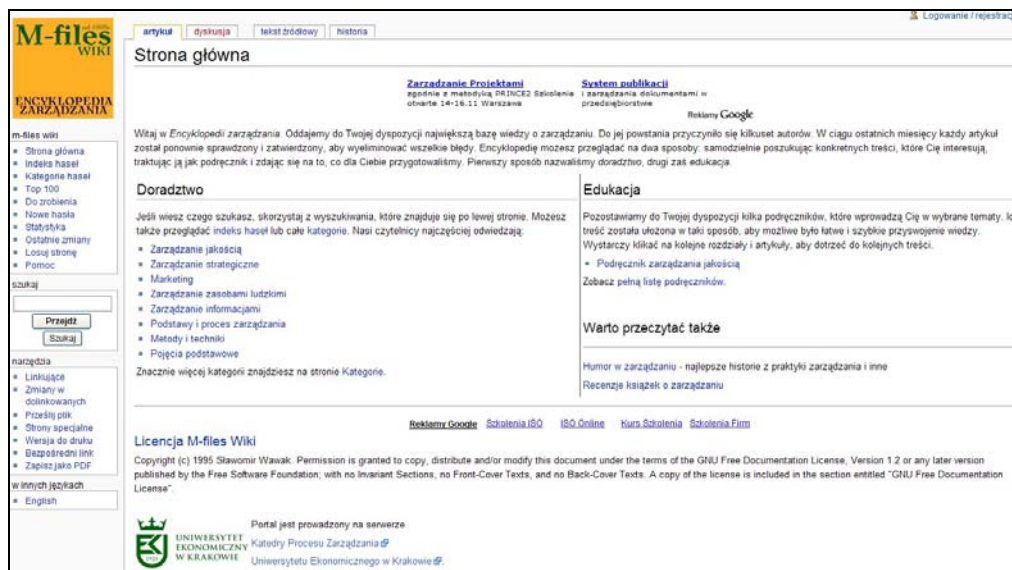 Logowanie / rejestrac
M-files
WIKI
ENCYKLOPEDIA
ZARZĄDZANIA
artykuł dyskusja tekst źródłowy historia
Strona główna
Zarzadzanie Projektami
zgodnie z metodyką PRINCE2 Szkolenie
otwarte 14-16.11 Warszawa
System publikacji
i zarządzania dokumentami w
przedsiębiorstwie
Reklamy Google
m-files wiki
Strona główna
Indeks haseł
Kategorie haseł
Top 100
Do zrobienia
Nowe hasła
Statystyka
Ostatnie zmiany
Losuj stronę
Pomoc
szukaj
Przejdź
Szukaj
narzędzia
Linkujące
Zmiany w
dolinkowanych
Prześlij plik
Strony specjalne
Wersja do druku
Bezpośredni link
Zapisz jako PDF
w innych językach
English
Witaj w Encyklopedii zarządzania. Oddajemy do Twojej dyspozycji największą bazę wiedzy o zarządzaniu. Do jej powstania przyczyniło się kilkuset autorów. W ciągu ostatnich miesięcy każdy artykuł
został ponownie sprawdzony i zatwierdzony, aby wyeliminować wszelkie błędy. Encyklopedię możesz przeglądać na dwa sposoby: samodzielnie poszukując konkretnych treści, które Cię interesują,
traktując ją jak podręcznik i zdając się na to, co dla Ciebie przygotowaliśmy. Pierwszy sposób nazwaliśmy doradztwo, drugi zaś edukacja.
Doradztwo
Jeśli wiesz czego szukasz, skorzystaj z wyszukiwania, które znajduje się po lewej stronie. Możesz
także przeglądać indeks haseł lub całe kategorie. Nasi czytelnicy najczęściej odwiedzają:
Zarządzanie jakością
Zarządzanie strategiczne
Marketing
Zarządzanie zasobami ludzkimi
Zarządzanie informacjami
Podstawy i proces zarządzania
Metody i techniki
Pojęcia podstawowe
Znacznie więcej kategorii znajdziesz na stronie Kategorie.
Edukacja
Pozostawiamy do Twojej dyspozycji kilka podręczników, które wprowadzą Cię w wybrane tematy. Ic
treść została ułożona w taki sposób, aby możliwe było łatwe i szybkie przyswojenie wiedzy.
Wystarczy klikać na kolejne rozdziały i artykuły, aby dotrzeć do kolejnych treści.
Podręcznik zarządzania jakością
Zobacz pełną listę podręczników.
Warto przeczytać także
Humor w zarządzaniu - najlepsze historie z praktyki zarządzania i inne
Recenzje książek o zarządzaniu
Reklamy Google Szkolenia ISO ISO Online Kurs Szkolenia Szkolenia Firm
Licencja M-files Wiki
Copyright (c) 1995 Sławomir Wawak. Permission is granted to copy, distribute and/or modify this document under the terms of the GNU Free Documentation License, Version 1.2 or any later version
published by the Free Software Foundation; with no Invariant Sections, no Front-Cover Texts, and no Back-Cover Texts. A copy of the license is included in the section entitled "GNU Free Documentation
License".
UNIWERSYTET
EKONOMICZNY
W KRAKOWIE
Portal jest prowadzony na serwerze
Katedry Procesu Zarządzania
Uniwersytetu Ekonomicznego w Krakowie.